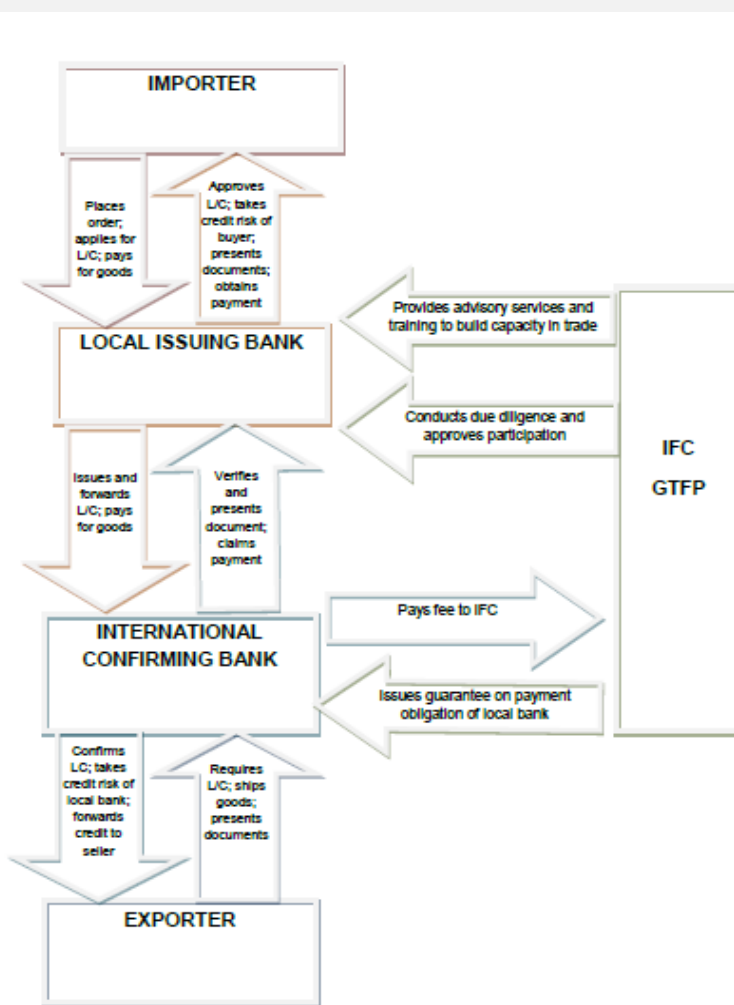 IMPORTER
Places
order;
applies for
L/C; pays
for goods
Approves
L/C; takes
credit risk of
buyer;
presents
documents;
obtains
payment
Provides advisory services and
training to build capacity in trade
LOCAL ISSUING BANK
Conducts due diligence and
approves participation
IFC
GTFP
Issues and
forwards
L/C; pays
for goods
Verifies
and
presents
document;
claims
payment
Pays fee to IFC
INTERNATIONAL
CONFIRMING BANK
Issues guarantee on payment
obligation of local bank
Confirms
LC; takes
credit risk of
local bank;
forwards
credit to
seller
Requires
L/C; ships
goods;
presents
documents
EXPORTER